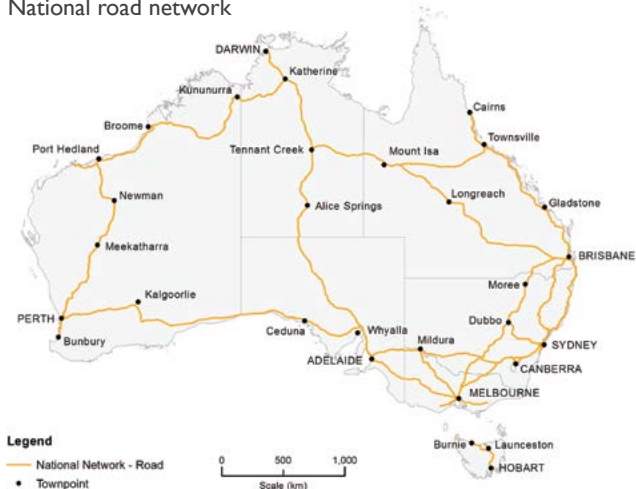 National road network
DARWIN
Katherine
Kununurra
Cairns
Broome
Townsville
Port Hedland
Tennant Creek
Mount Isa
Newman
Longreach
Alice Springs
Gladstone
Meekatharra
BRISBANE
Moree
Kalgoorlie
PERTH
Dubbo
Ceduna
Whyalla
Mildura
SYDNEY
Bunbury
ADELAIDE
CANBERRA
MELBOURNE
Legend
Burnie
Launceston
National Network - Road
0 500 1,000
HOBART
Townpoint
Scale (km)